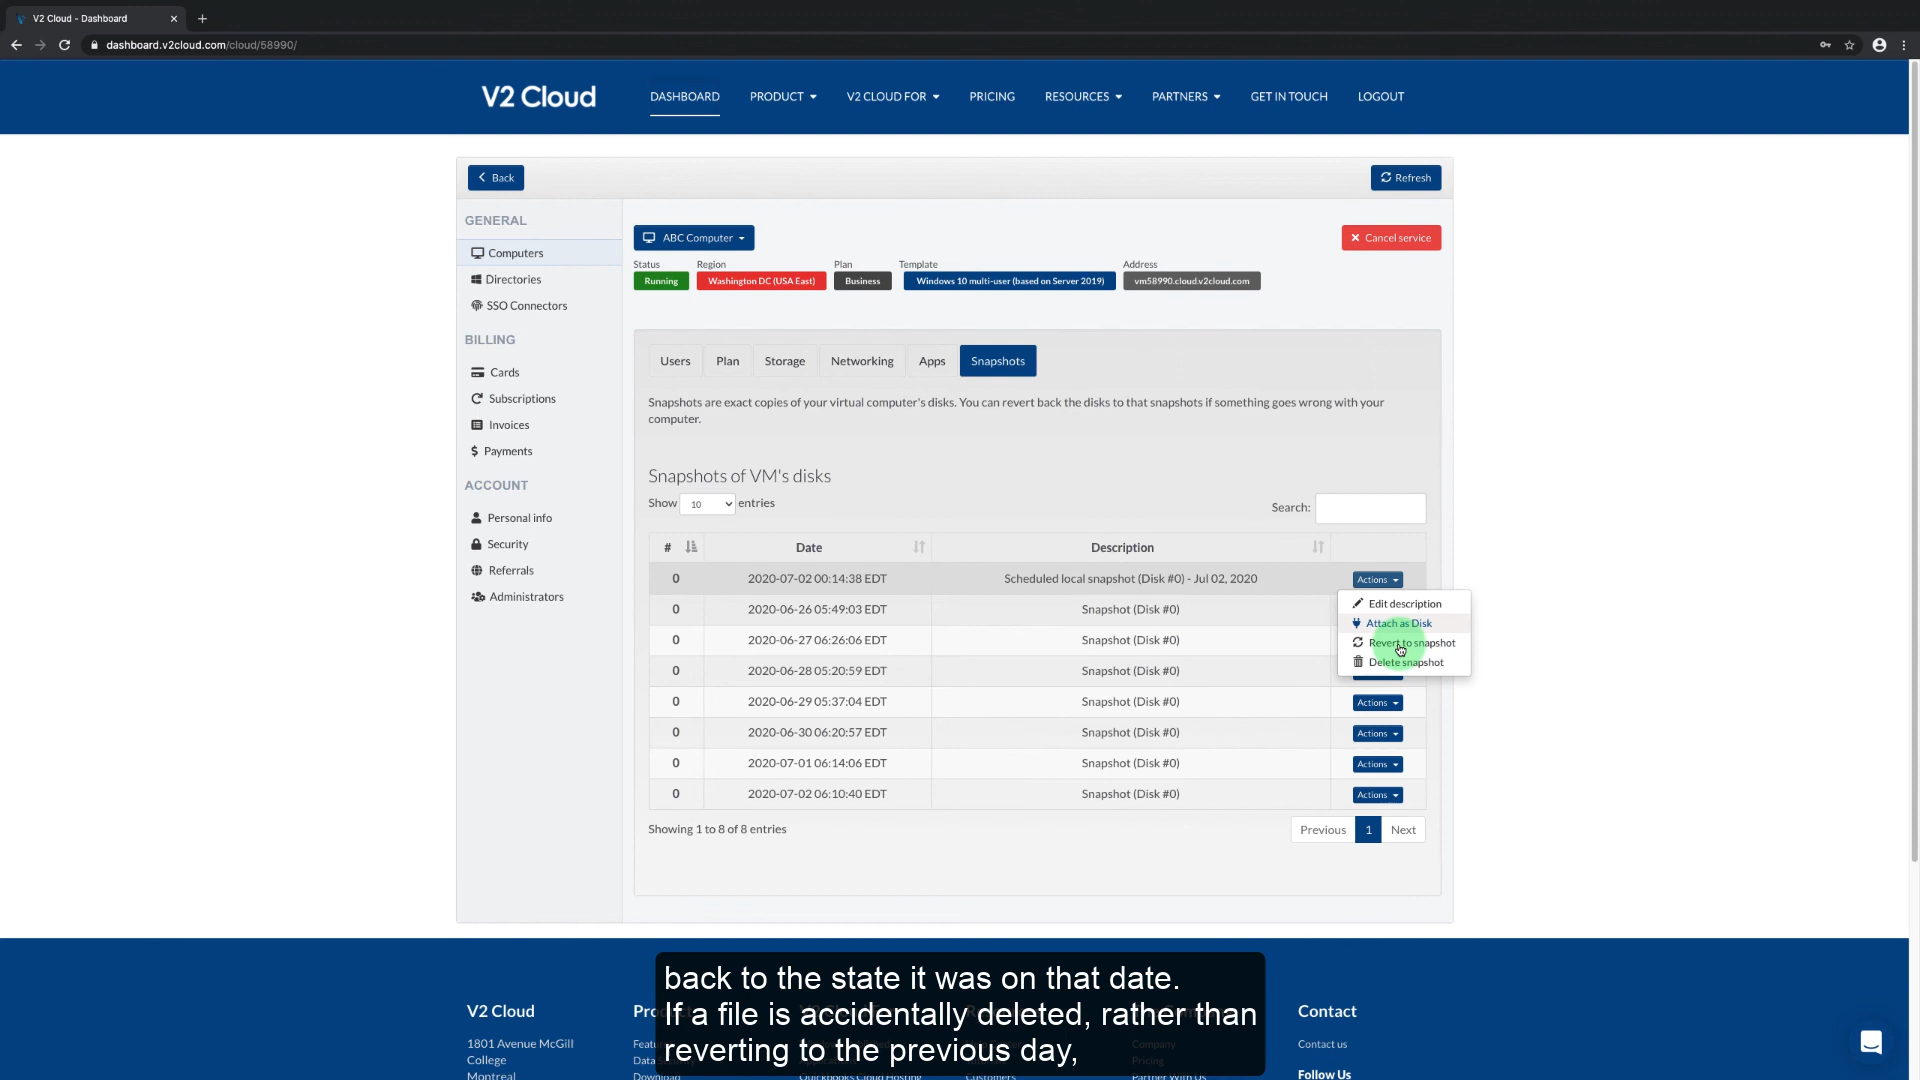 V2 Cloud - Dashboard
dashboard.v2cloud.com/cloud/58990/
V2 Cloud
DASHBOARD
PRODUCT
V2 CLOUD FOR
PRICING
RESOURCES
PARTNERS
GET IN TOUCH
LOGOUT
Back
Refresh
GENERAL
Computers
Directories
SSO Connectors
BILLING
Cards
Subscriptions
Invoices
$ Payments
ACCOUNT
Personal info
Security
Referrals
Administrators
ABC Computer
Cancel service
Status Region Plan Template Address
Running Washington DC (USA East) Business Windows 10 multi-user (based on Server 2019) vm58990.cloud.v2cloud.com
Users Plan Storage Networking Apps Snapshots
Snapshots are exact copies of your virtual computer's disks. You can revert back the disks to that snapshots if something goes wrong with your
computer.
Snapshots of VM's disks
Show 10 entries
Search:
# Date Description
0 2020-07-02 00:14:38 EDT Scheduled local snapshot (Disk #0) - Jul 02, 2020 Actions
0 2020-06-26 05:49:03 EDT Snapshot (Disk #0)
0 2020-06-27 06:26:06 EDT Snapshot (Disk #0)
0 2020-06-28 05:20:59 EDT Snapshot (Disk #0)
0 2020-06-29 05:37:04 EDT Snapshot (Disk #0) Actions
0 2020-06-30 06:20:57 EDT Snapshot (Disk #0) Actions
0 2020-07-01 06:14:06 EDT Snapshot (Disk #0) Actions
0 2020-07-02 06:10:40 EDT Snapshot (Disk #0) Actions
Edit description
Attach as Disk
Revert to snapshot
Delete snapshot
Showing 1 to 8 of 8 entries
Previous 1 Next
back to the state it was on that date.
If a file is accidentally deleted, rather than
reverting to the previous day,
V2 Cloud
1801 Avenue McGill
College
Montreal
Contact
Contact us
Follow Us